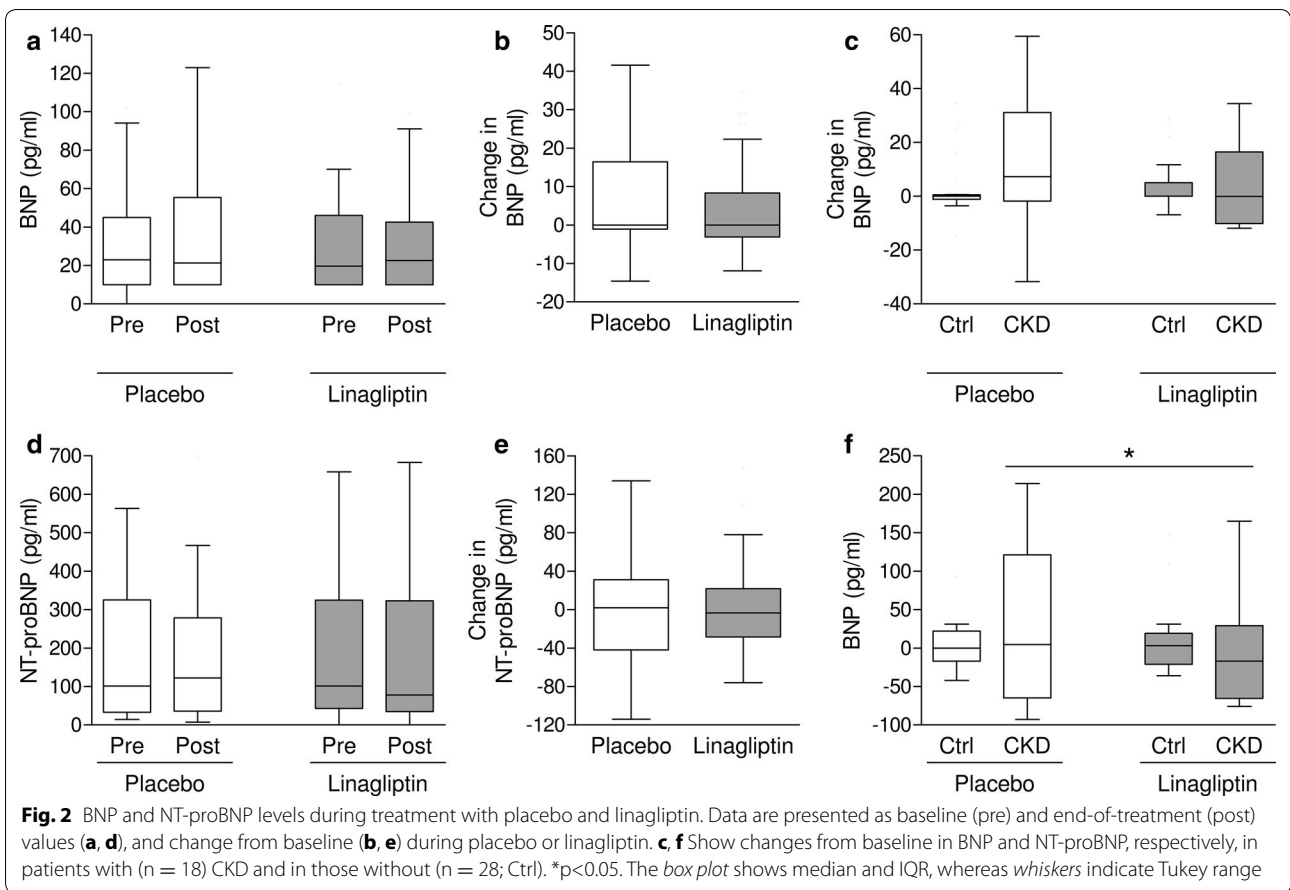 a
BNP (pg/ml)
140
120
100
80
60
40
20
0
Pre Post Pre Post
Placebo Linagliptin
b
Change in
BNP (pg/ml)
50
40
30
20
10
0
-10
-20
Placebo Linagliptin
c
Change in
BNP (pg/ml)
60
40
20
0
-20
-40
Ctrl CKD Ctrl CKD
Placebo Linagliptin
d
NT-proBNP (pg/ml)
700
600
500
400
300
200
100
0
Pre Post Pre Post
Placebo Linagliptin
e
Change in
NT-proBNP (pg/ml)
160
120
80
40
0
-40
-80
-120
Placebo Linagliptin
f
BNP (pg/ml)
250
200
150
100
50
0
-50
-100
*
Ctrl CKD Ctrl CKD
Placebo Linagliptin
Fig. 2 BNP and NT-proBNP levels during treatment with placebo and linagliptin. Data are presented as baseline (pre) and end-of-treatment (post)
values (a, d), and change from baseline (b, e) during placebo or linagliptin. c, f Show changes from baseline in BNP and NT-proBNP, respectively, in
patients with (n = 18) CKD and in those without (n = 28; Ctrl). *p<0.05. The box plot shows median and IQR, whereas whiskers indicate Tukey range